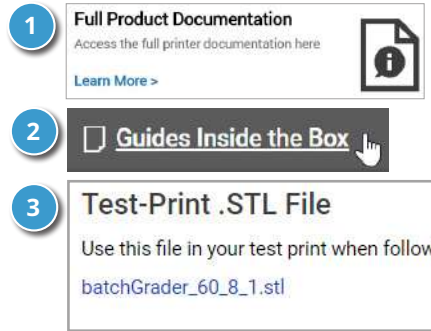 1
Full Product Documentation
Access the full printer documentation here
Learn More >
2
Guides Inside the Box
3
Test-Print .STL File
Use this file in your test print when follow
batchGrader_60_8_1.stl